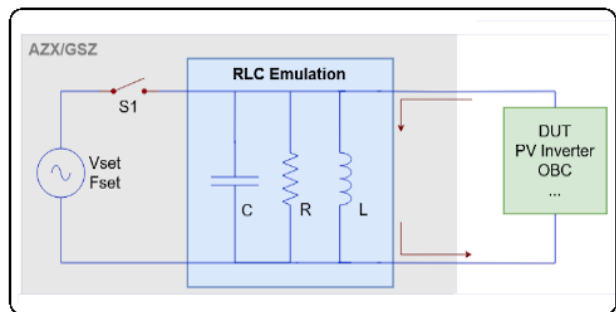 AZX/GSZ
RLC Emulation
S1
Vset
Fset
C
R
L
DUT
PV Inverter
OBC
...